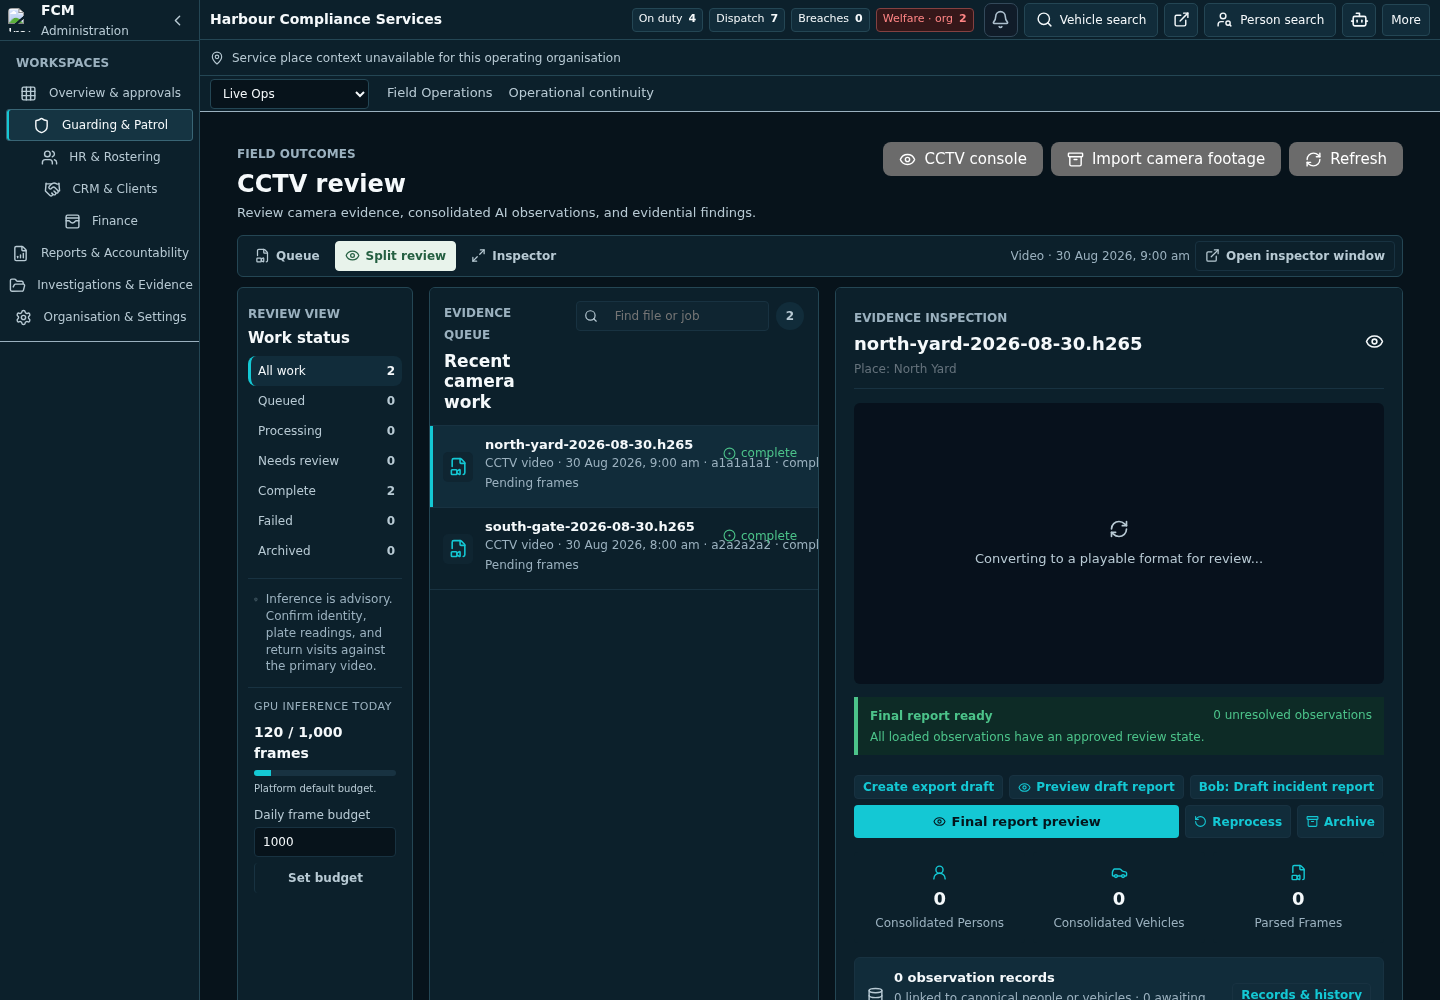 FCM
Administration
WORKSPACES
Overview & approvals
Guarding & Patrol
HR & Rostering
CRM & Clients
Finance
Reports & Accountability
Investigations & Evidence
Organisation & Settings
Harbour Compliance Services
On duty 4
Dispatch 7
Breaches 0
Welfare · org 2
Vehicle search
Person search
More
Service place context unavailable for this operating organisation
Live Ops
Field Operations
Operational continuity
FIELD OUTCOMES
CCTV review
Review camera evidence, consolidated AI observations, and evidential findings.
CCTV console
Import camera footage
Refresh
Queue
Split review
Inspector
Video · 30 Aug 2026, 9:00 am
Open inspector window
REVIEW VIEW
Work status
All work 2
Queued 0
Processing 0
Needs review 0
Complete 2
Failed 0
Archived 0
Inference is advisory.
Confirm identity,
plate readings, and
return visits against
the primary video.
GPU INFERENCE TODAY
120 / 1,000
frames
Platform default budget.
Daily frame budget
1000
Set budget
EVIDENCE
QUEUE
Recent
camera
work
Find file or job
2
north-yard-2026-08-30.h265
complete
CCTV video · 30 Aug 2026, 9:00 am · a1a1a1a1 · compl
Pending frames
south-gate-2026-08-30.h265
complete
CCTV video · 30 Aug 2026, 8:00 am · a2a2a2a2 · compl
Pending frames
EVIDENCE INSPECTION
north-yard-2026-08-30.h265
Place: North Yard
Converting to a playable format for review...
Final report ready
0 unresolved observations
All loaded observations have an approved review state.
Create export draft
Preview draft report
Bob: Draft incident report
Final report preview
Reprocess
Archive
0
Consolidated Persons
0
Consolidated Vehicles
0
Parsed Frames
0 observation records
0 linked to canonical people or vehicles · 0 awaiting
Records & history